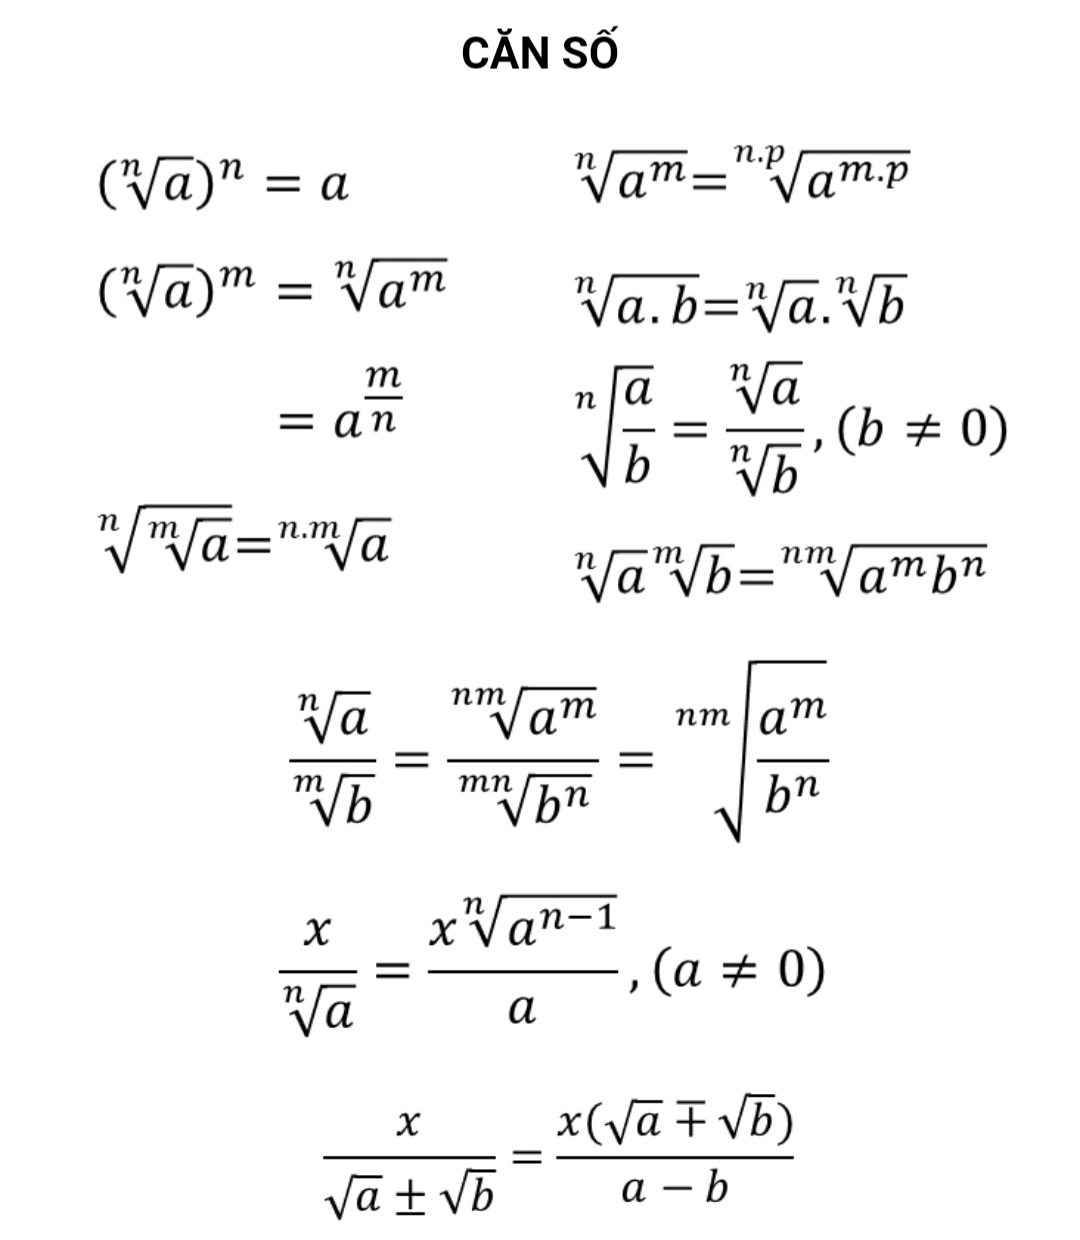 CĂN SỐ
(ⁿ√a)ⁿ = a
ⁿ√(aᵐ) = ⁿ·ᵖ√(aᵐ·ᵖ)
(ⁿ√a)ᵐ = ⁿ√(aᵐ)
ⁿ√(a.b) = ⁿ√a.ⁿ√b
= a^(m/n)
ⁿ√(a/b) = ⁿ√a/ⁿ√b, (b ≠ 0)
ⁿ√(ᵐ√a) = ⁿ·ᵐ√a
ⁿ√a ᵐ√b = ⁿᵐ√(aᵐbⁿ)
ⁿ√a/ᵐ√b = ⁿᵐ√(aᵐ)/ᵐⁿ√(bⁿ) = ⁿᵐ√(aᵐ/bⁿ)
x/ⁿ√a = x ⁿ√(aⁿ⁻¹)/a, (a ≠ 0)
x/(√a ± √b) = x(√a ∓ √b)/(a − b)